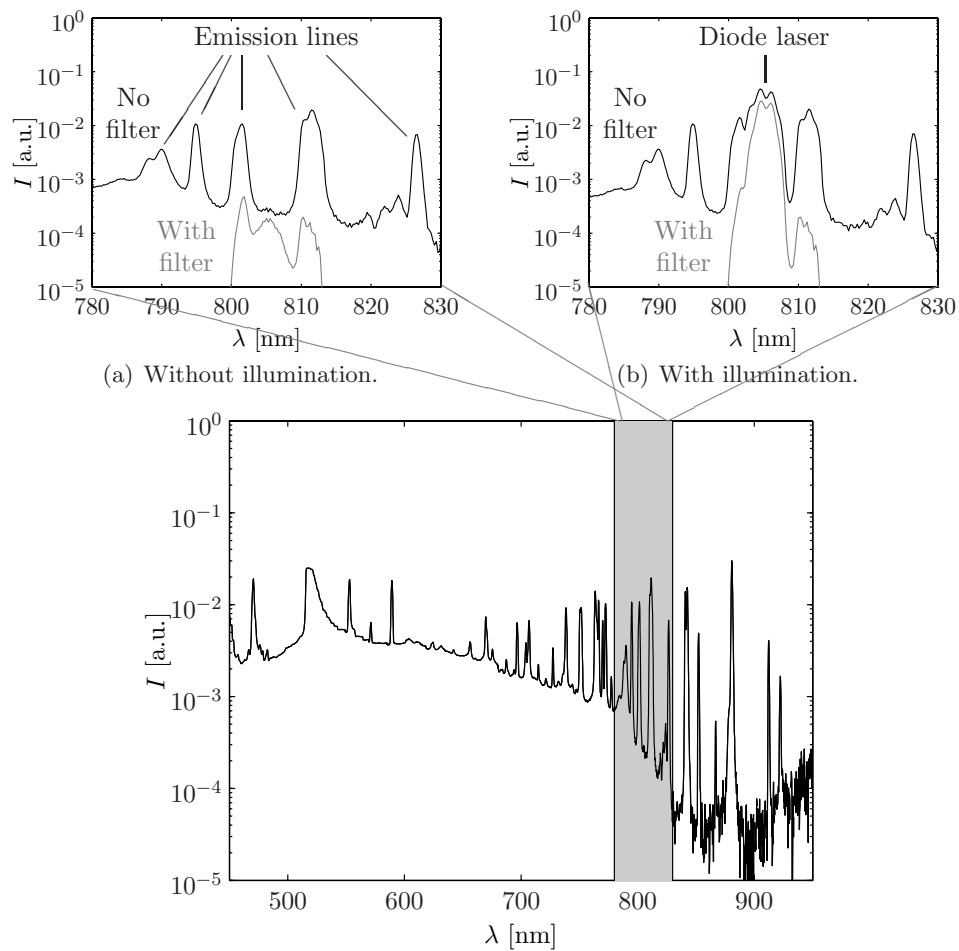 10^0
10^-1
10^-2
10^-3
10^-4
10^-5
I [a.u.]
Emission lines
No
filter
With
filter
780 790 800 810 820 830
λ [nm]
(a) Without illumination.
10^0
10^-1
10^-2
10^-3
10^-4
10^-5
I [a.u.]
Diode laser
No
filter
With
filter
780 790 800 810 820 830
λ [nm]
(b) With illumination.
10^0
10^-1
10^-2
10^-3
10^-4
10^-5
I [a.u.]
500 600 700 800 900
λ [nm]